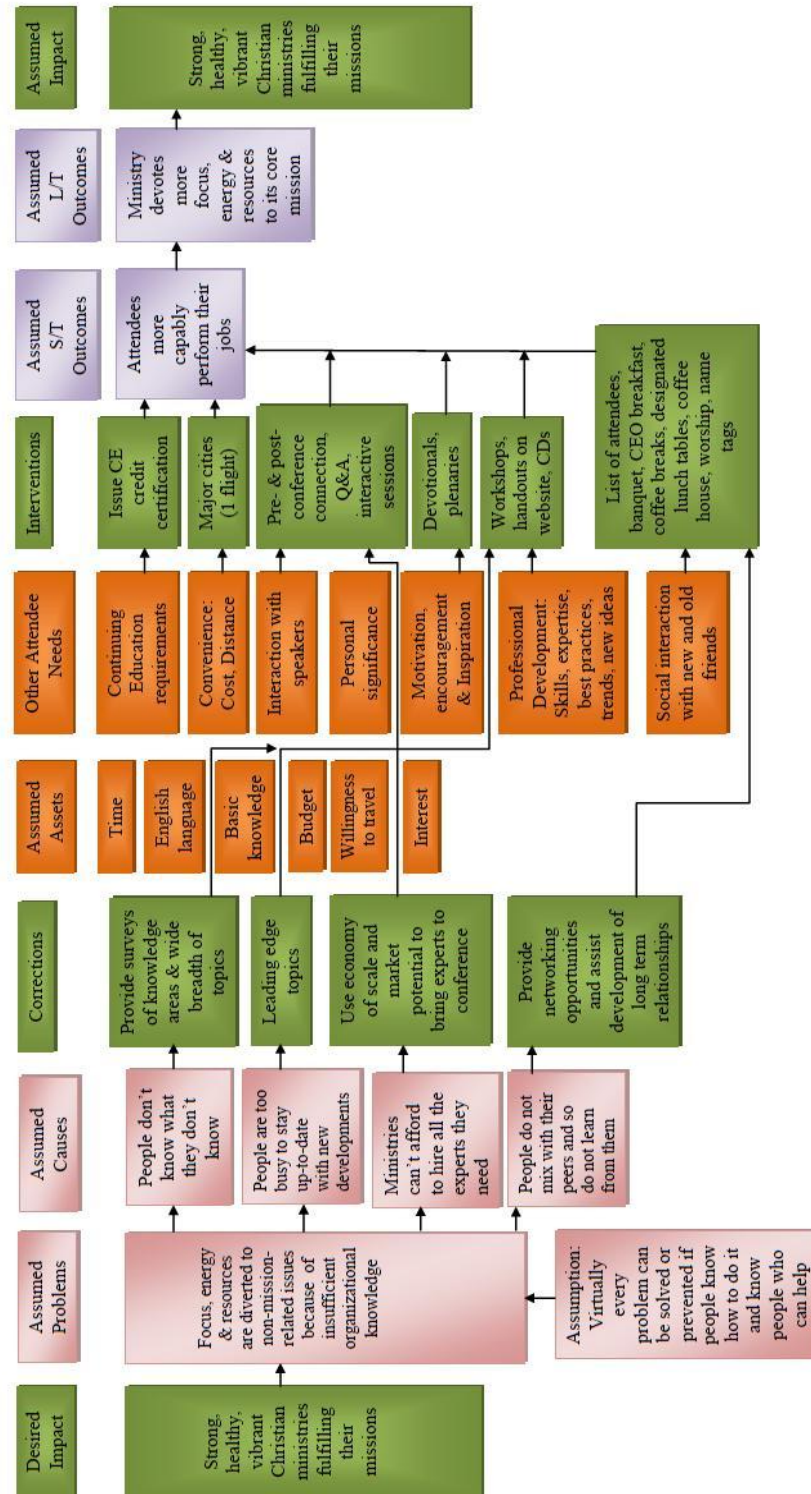 Desired
Impact
Assumed
Problems
Assumed
Causes
Corrections
Assumed
Assets
Other Attendee
Needs
Interventions
Assumed
S/T
Outcomes
Assumed
L/T
Outcomes
Assumed
Impact
Strong,
healthy,
vibrant
Christian
ministries
fulfilling
their
missions
Focus, energy
& resources
are diverted to
non-mission-
related issues
because of
insufficient
organizational
knowledge
Assumption:
Virtually
every
problem can
be solved or
prevented if
people know
how to do it
and know
people who
can help
People don`t
know what
they don`t
know
People are too
busy to stay
up-to-date
with new
developments
Ministries
can`t afford
to hire all the
experts they
need
People do not
mix with their
peers and so
do not learn
from them
Provide surveys
of knowledge
areas & wide
breadth of
topics
Leading edge
topics
Use economy
of scale and
market
potential to
bring experts to
conference
Provide
networking
opportunities
and assist
development of
long term
relationships
Time
English
language
Basic
knowledge
Budget
Willingness
to travel
Interest
Continuing
Education
requirements
Convenience:
Cost, Distance
Interaction with
speakers
Personal
significance
Motivation,
encouragement
& Inspiration
Professional
Development:
Skills, expertise,
best practices,
trends, new ideas
Social interaction
with new and old
friends
Issue CE
credit
certification
Major cities
(1 flight)
Pre- & post-
conference
connection,
Q&A,
interactive
sessions
Devotionals,
plenaries
Workshops,
handouts on
website, CDs
List of attendees,
banquet, CEO breakfast,
coffee breaks, designated
lunch tables, coffee
house, worship, name
tags
Attendees
more
capably
perform their
jobs
Ministry
devotes
more
focus,
energy &
resources
to its core
mission
Strong,
healthy,
vibrant
Christian
ministries
fulfilling
their
missions